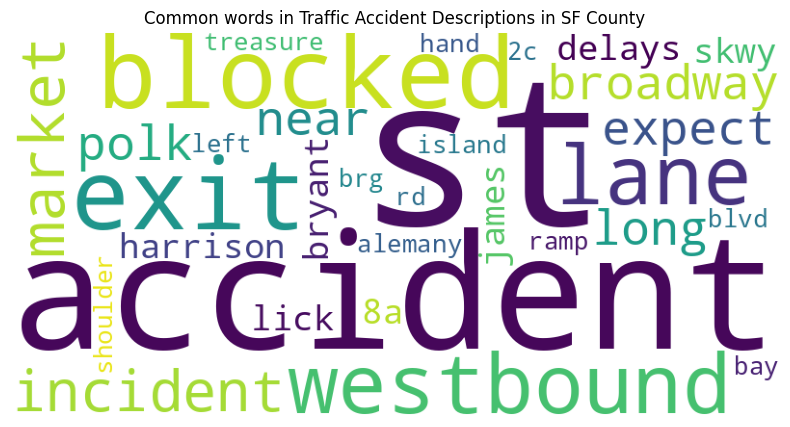 Common words in Traffic Accident Descriptions in SF County
treasure
hand
2c
delays
skwy
market
blocked
broadway
near
st
expect
polk
left
island
exit
bryant
brg
rd
james
lane
long
blvd
harrison
alemany
ramp
accident
shoulder
lick
8a
bay
incident
westbound